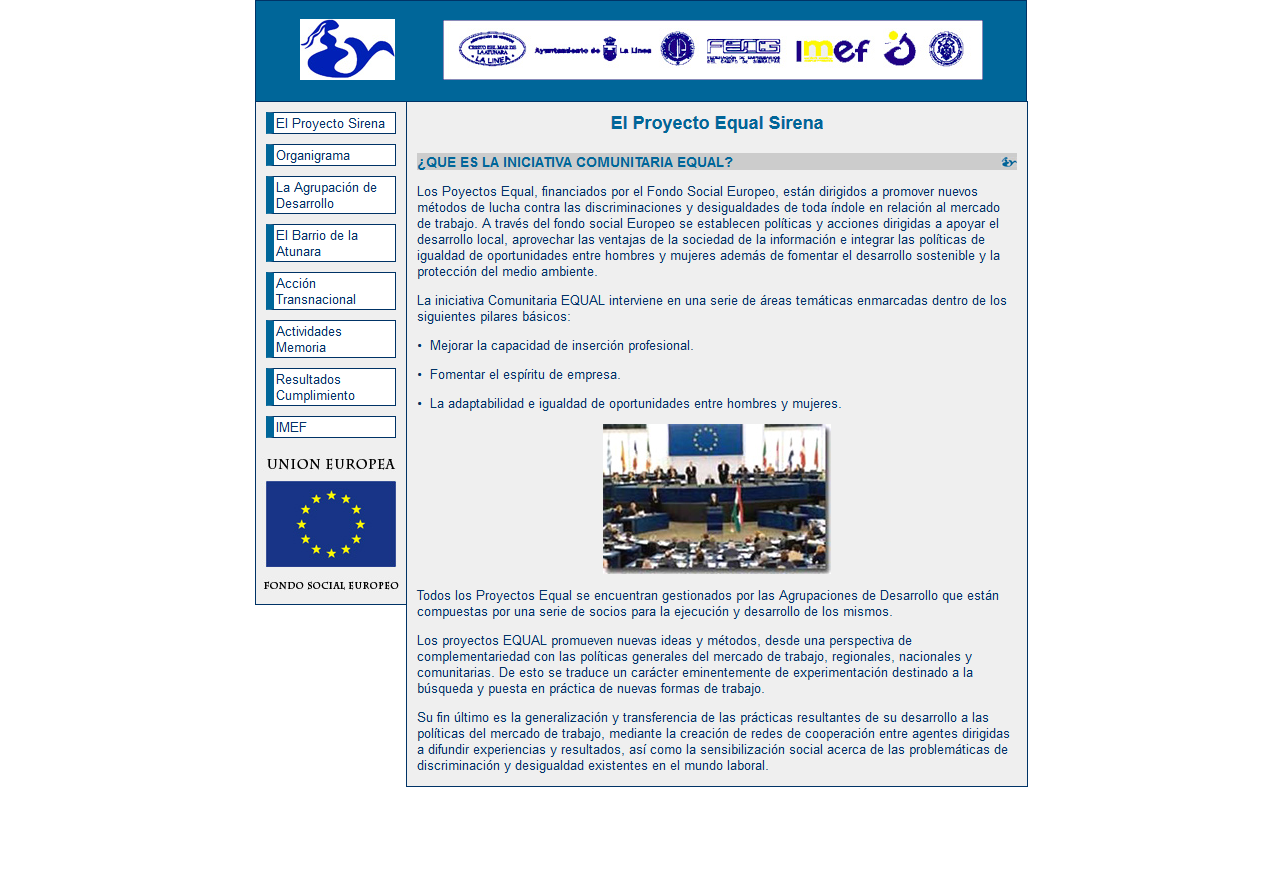 CRISTO DEL MAR DE
LA ATUNARA
LA LINEA
Ayuntamiento de La Línea
imef
El Proyecto Sirena
Organigrama
La Agrupación de
Desarrollo
El Barrio de la
Atunara
Acción
Transnacional
Actividades
Memoria
Resultados
Cumplimiento
IMEF
UNION EUROPEA
FONDO SOCIAL EUROPEO
El Proyecto Equal Sirena
¿QUE ES LA INICIATIVA COMUNITARIA EQUAL?
Los Poyectos Equal, financiados por el Fondo Social Europeo, están dirigidos a promover nuevos
métodos de lucha contra las discriminaciones y desigualdades de toda índole en relación al mercado
de trabajo. A través del fondo social Europeo se establecen políticas y acciones dirigidas a apoyar el
desarrollo local, aprovechar las ventajas de la sociedad de la información e integrar las políticas de
igualdad de oportunidades entre hombres y mujeres además de fomentar el desarrollo sostenible y la
protección del medio ambiente.
La iniciativa Comunitaria EQUAL interviene en una serie de áreas temáticas enmarcadas dentro de los
siguientes pilares básicos:
• Mejorar la capacidad de inserción profesional.
• Fomentar el espíritu de empresa.
• La adaptabilidad e igualdad de oportunidades entre hombres y mujeres.
Todos los Proyectos Equal se encuentran gestionados por las Agrupaciones de Desarrollo que están
compuestas por una serie de socios para la ejecución y desarrollo de los mismos.
Los proyectos EQUAL promueven nuevas ideas y métodos, desde una perspectiva de
complementariedad con las políticas generales del mercado de trabajo, regionales, nacionales y
comunitarias. De esto se traduce un carácter eminentemente de experimentación destinado a la
búsqueda y puesta en práctica de nuevas formas de trabajo.
Su fin último es la generalización y transferencia de las prácticas resultantes de su desarrollo a las
políticas del mercado de trabajo, mediante la creación de redes de cooperación entre agentes dirigidas
a difundir experiencias y resultados, así como la sensibilización social acerca de las problemáticas de
discriminación y desigualdad existentes en el mundo laboral.